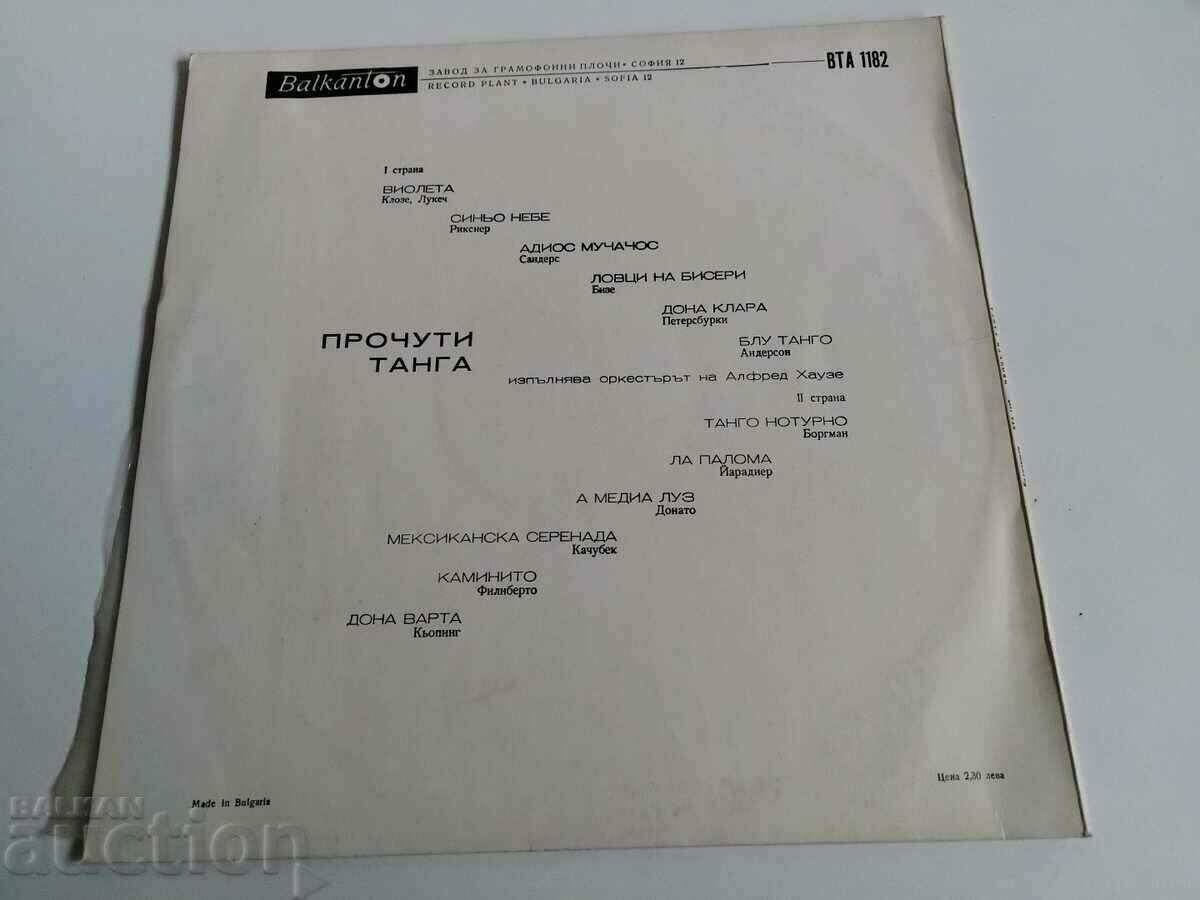 Balkanton
ЗАВОД ЗА ГРАМОФОННИ ПЛОЧИ • СОФИЯ 12
RECORD PLANT • BULGARIA • SOFIA 12
ВТА 1182
I страна
ВИОЛЕТА
Клозе, Лукеч
СИНЬО НЕБЕ
Рикснер
АДИОС МУЧАЧОС
Сандерс
ЛОВЦИ НА БИСЕРИ
Бизе
ДОНА КЛАРА
Петерсбурки
БЛУ ТАНГО
Андерсон
ПРОЧУТИ
ТАНГА
изпълнява оркестърът на Алфред Хаузе
II страна
ТАНГО НОТУРНО
Боргман
ЛА ПАЛОМА
Йарадиер
А МЕДИА ЛУЗ
Донато
МЕКСИКАНСКА СЕРЕНАДА
Качубек
КАМИНИТО
Филиберто
ДОНА ВАРТА
Кьопинг
Цена 2,30 лева
Made in Bulgaria
BALKAN
auction